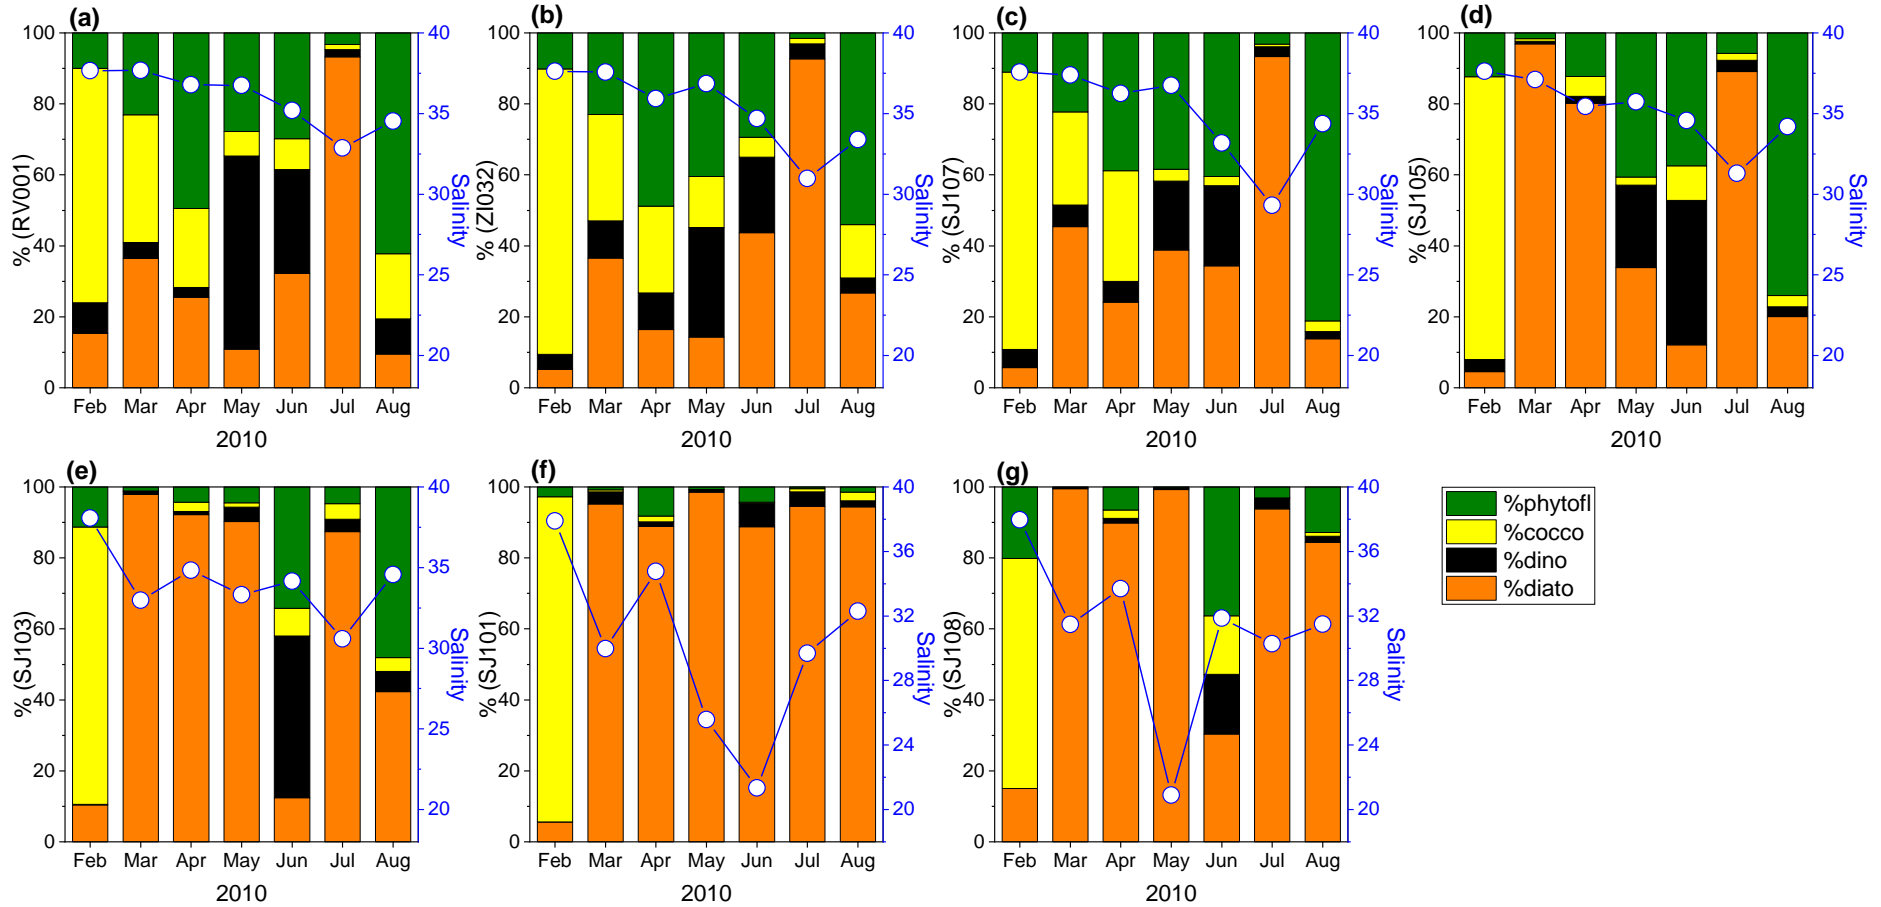 (a)
100
80
60
40
20
0
% (RV001)
40
35
30
25
20
Salinity
Feb Mar Apr May Jun Jul Aug
2010
(b)
100
80
60
40
20
0
% (ZI032)
40
35
30
25
20
Salinity
Feb Mar Apr May Jun Jul Aug
2010
(c)
100
80
60
40
20
0
% (SJ107)
40
35
30
25
20
Salinity
Feb Mar Apr May Jun Jul Aug
2010
(d)
100
80
60
40
20
0
% (SJ105)
40
35
30
25
20
Salinity
Feb Mar Apr May Jun Jul Aug
2010
(e)
100
80
60
40
20
0
% (SJ103)
40
35
30
25
20
Salinity
Feb Mar Apr May Jun Jul Aug
2010
(f)
100
80
60
40
20
0
% (SJ101)
40
36
32
28
24
20
Salinity
Feb Mar Apr May Jun Jul Aug
2010
(g)
100
80
60
40
20
0
% (SJ108)
40
36
32
28
24
20
Salinity
Feb Mar Apr May Jun Jul Aug
2010
%phytofl
%cocco
%dino
%diato